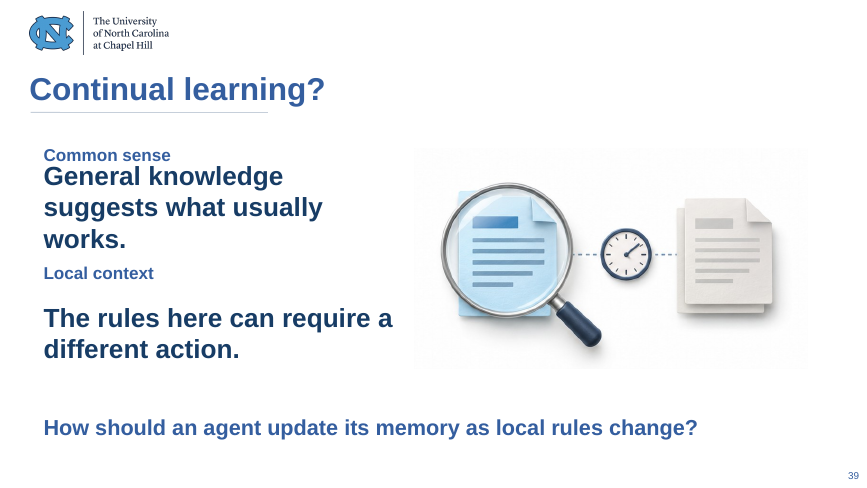 The University
of North Carolina
at Chapel Hill
Continual learning?
Common sense
General knowledge
suggests what usually
works.
Local context
The rules here can require a
different action.
How should an agent update its memory as local rules change?
39